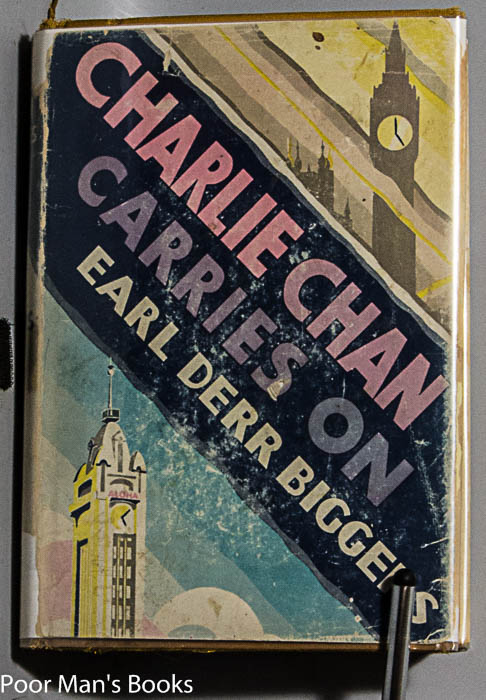 CHARLIE CHAN
CARRIES ON
EARL DERR BIGGERS
ALOHA
Poor Man's Books